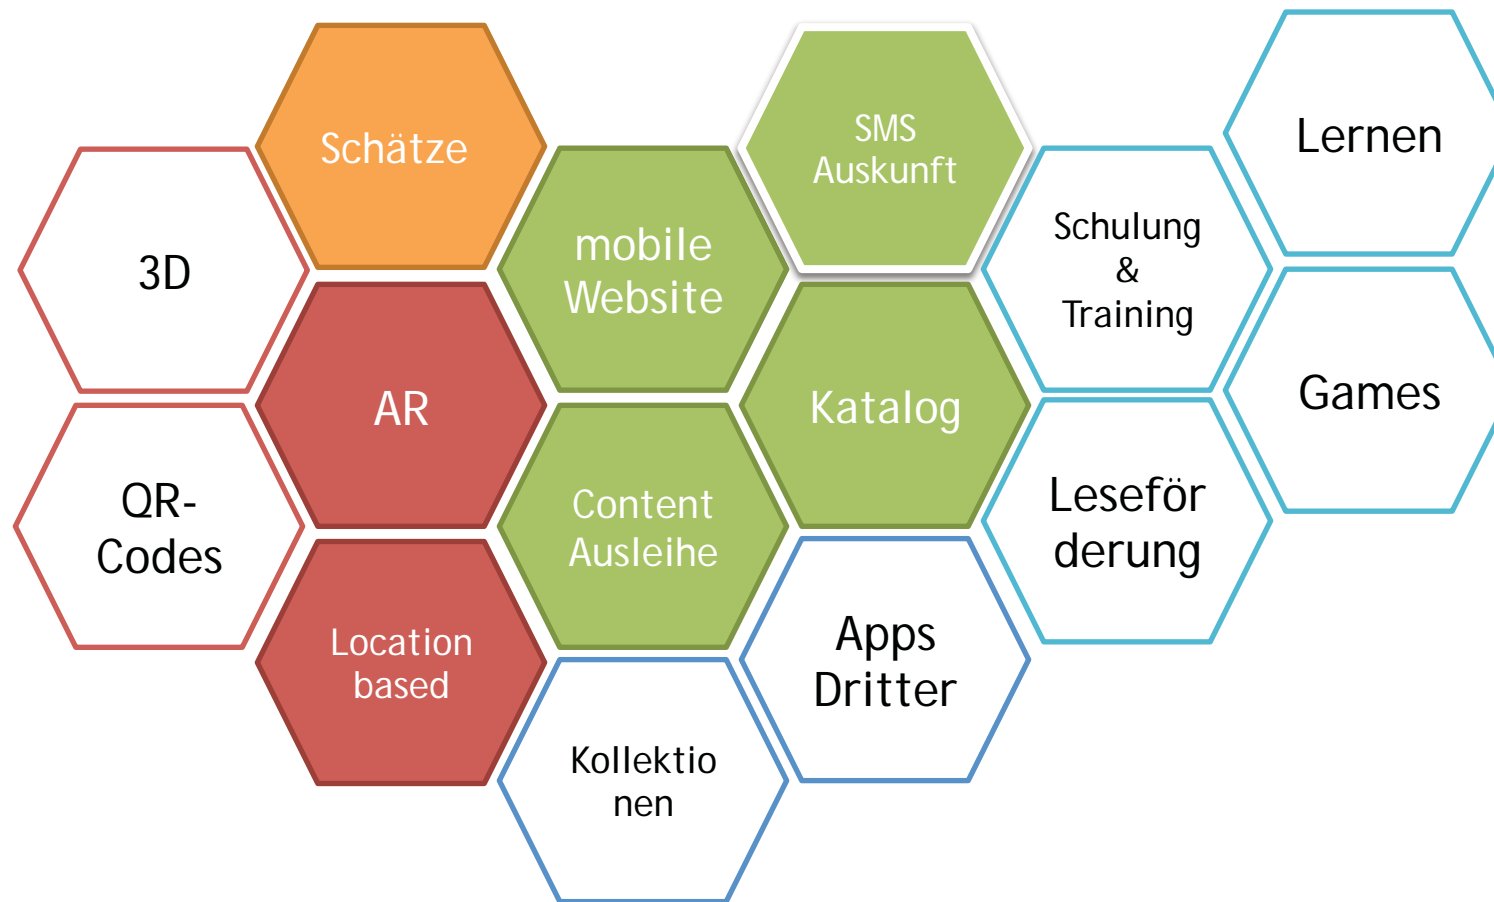 Schätze
SMS
Auskunft
Lernen
3D
mobile
Website
Schulung
&
Training
AR
Katalog
Games
QR-
Codes
Content
Ausleihe
Leseför
derung
Location
based
Apps
Dritter
Kollektio
nen